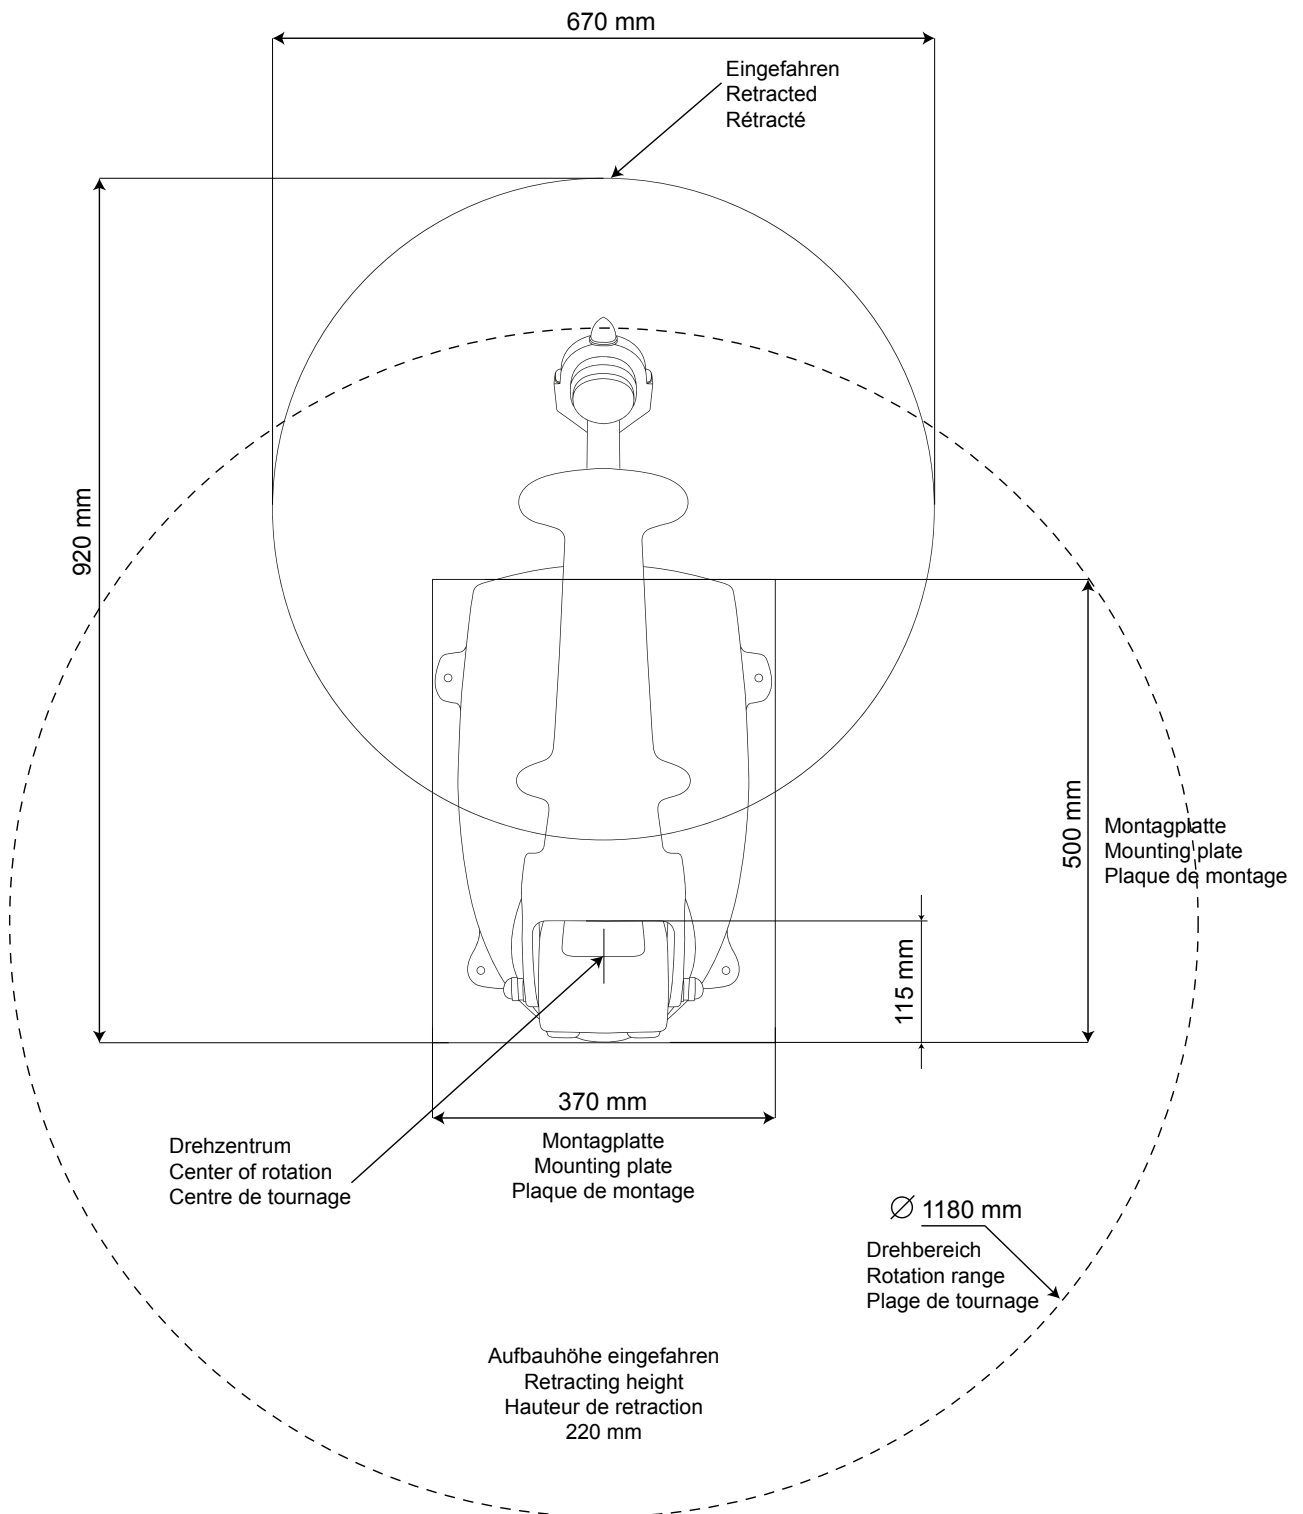 670 mm
Eingefahren
Retracted
Rétracté
920 mm
500 mm
Montagplatte
Mounting plate
Plaque de montage
115 mm
370 mm
Montagplatte
Mounting plate
Plaque de montage
Drehzentrum
Center of rotation
Centre de tournage
∅ 1180 mm
Drehbereich
Rotation range
Plage de tournage
Aufbauhöhe eingefahren
Retracting height
Hauteur de retraction
220 mm